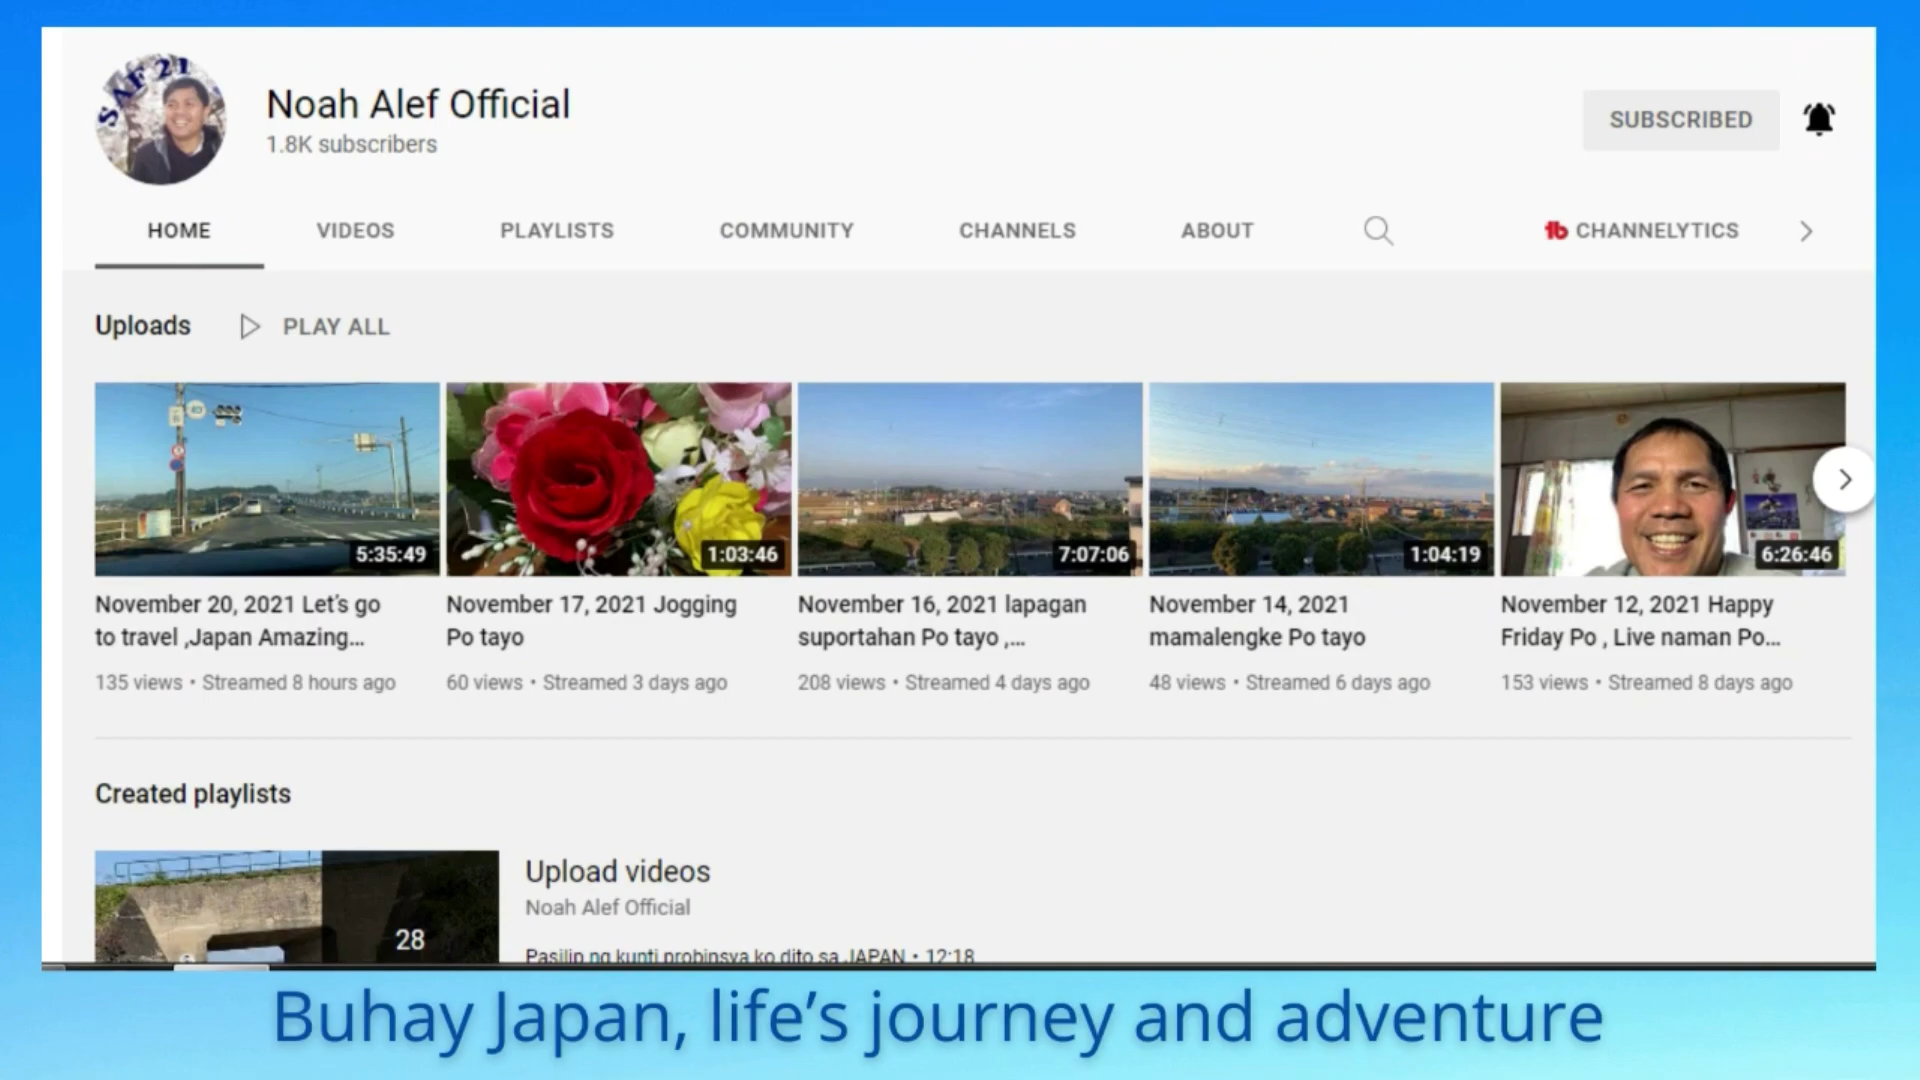 SAF 21
Noah Alef Official
1.8K subscribers
SUBSCRIBED
HOME VIDEOS PLAYLISTS COMMUNITY CHANNELS ABOUT CHANNELYTICS
Uploads PLAY ALL
5:35:49 1:03:46 7:07:06 1:04:19 6:26:46
November 20, 2021 Let's go
to travel ,Japan Amazing...
135 views • Streamed 8 hours ago
November 17, 2021 Jogging
Po tayo
60 views • Streamed 3 days ago
November 16, 2021 lapagan
suportahan Po tayo ,...
208 views • Streamed 4 days ago
November 14, 2021
mamalengke Po tayo
48 views • Streamed 6 days ago
November 12, 2021 Happy
Friday Po , Live naman Po...
153 views • Streamed 8 days ago
Created playlists
28
Upload videos
Noah Alef Official
Pasilip ng kunti probinsya ko dito sa JAPAN • 12:18
Buhay Japan, life's journey and adventure